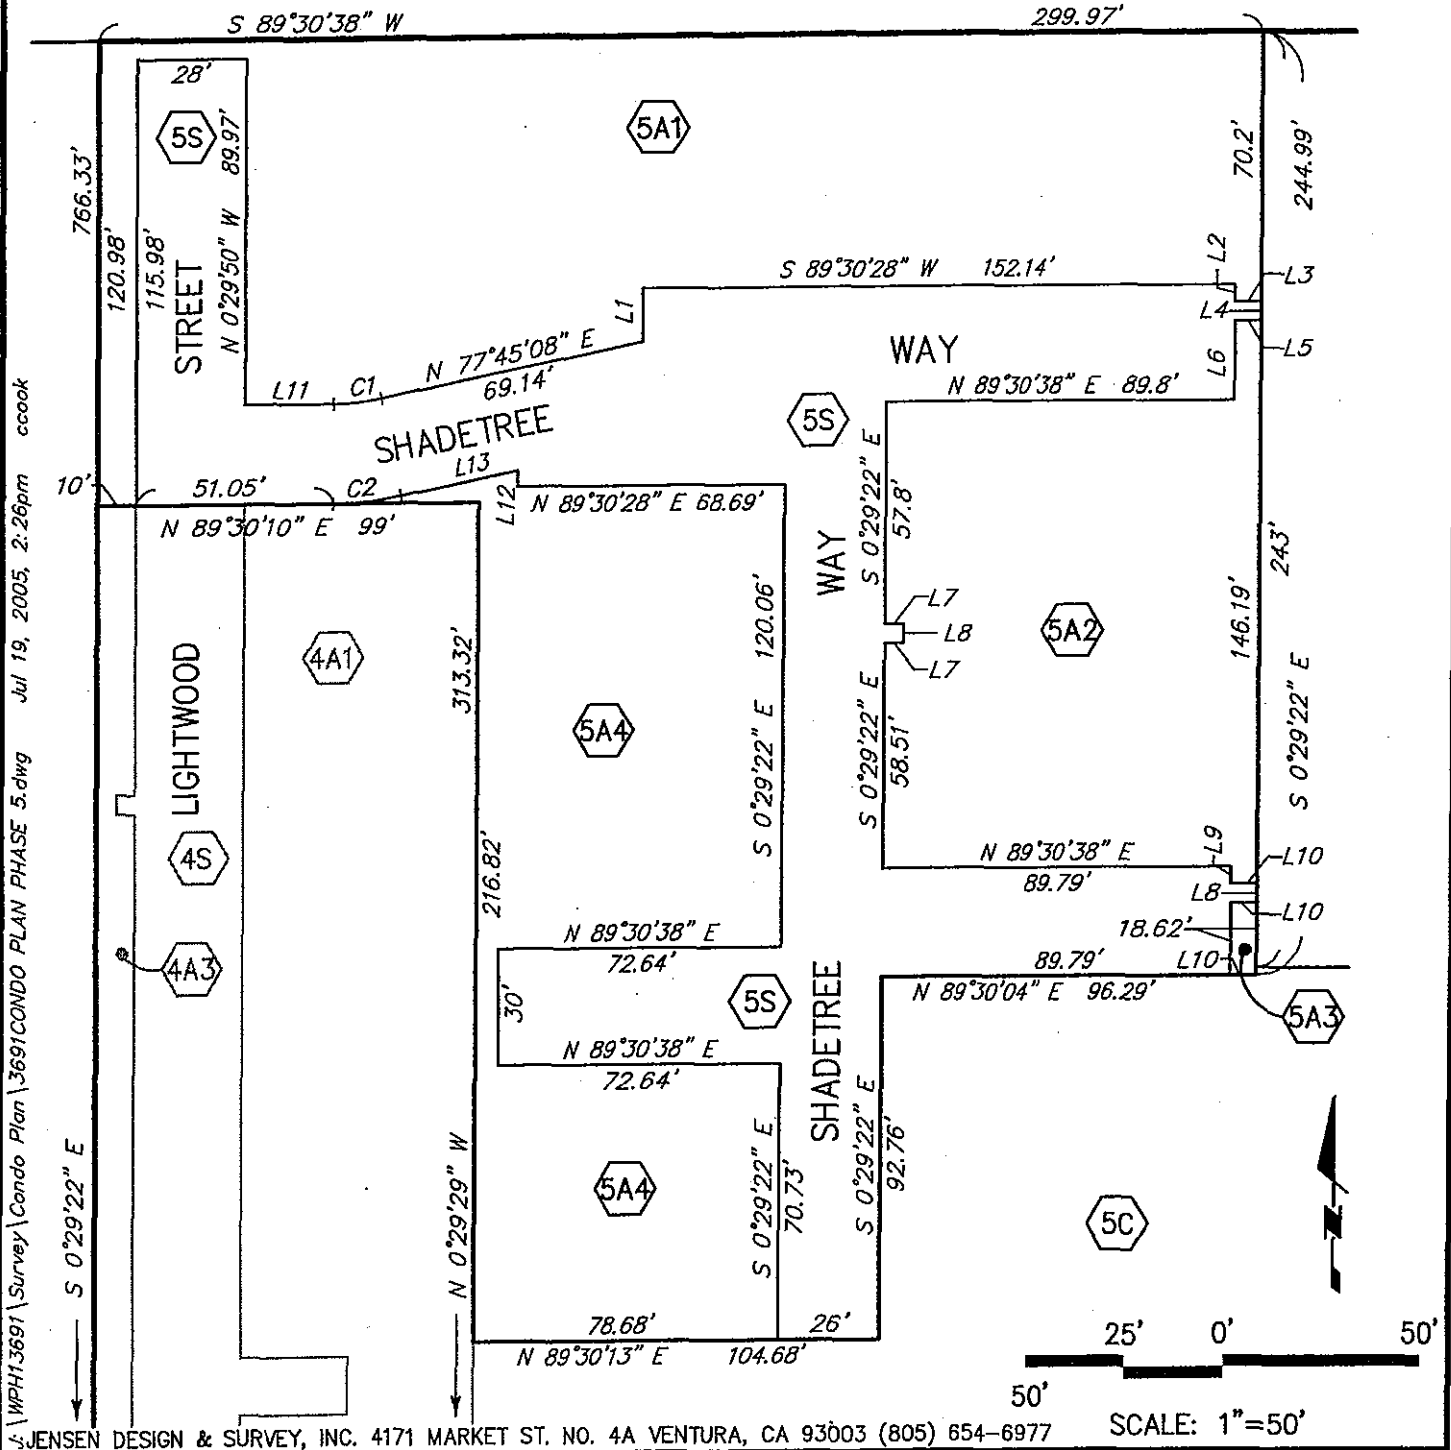 S 89°30'38" W
299.97'
28'
5S
5A1
766.33'
120.98'
115.98'
STREET
N 0°29'50" W 89.97'
70.2'
244.99'
S 89°30'28" W 152.14'
L2
L3
L4
L5
L6
L1
N 77°45'08" E
69.14'
WAY
N 89°30'38" E 89.8'
L11
C1
SHADETREE
5S
L13
10'
51.05'
C2
L12
N 89°30'28" E 68.69'
N 89°30'10" E 99'
S 0°29'22" E
57.8'
WAY
243'
L7
L8
L7
5A2
146.19'
S 0°29'22" E
4A1
LIGHTWOOD
313.32'
5A4
S 0°29'22" E 120.06'
S 0°29'22" E
58.51'
4S
216.82'
N 89°30'38" E
89.79'
L9
L10
L8
L10
18.62'
N 89°30'38" E
72.64'
4A3
89.79'
L10
N 89°30'04" E 96.29'
5A3
30'
5S
SHADETREE
N 89°30'38" E
72.64'
S 0°29'22" E
N 0°29'29" W
5A4
S 0°29'22" E
70.73'
S 0°29'22" E
92.76'
5C
N
78.68'
26'
N 89°30'13" E 104.68'
25'
0'
50'
50'
SCALE: 1"=50'
\WPH13691\Survey\Condo Plan\3691CONDO PLAN PHASE 5.dwg Jul 19, 2005, 2:26pm ccook
JENSEN DESIGN & SURVEY, INC. 4171 MARKET ST. NO. 4A VENTURA, CA 93003 (805) 654-6977